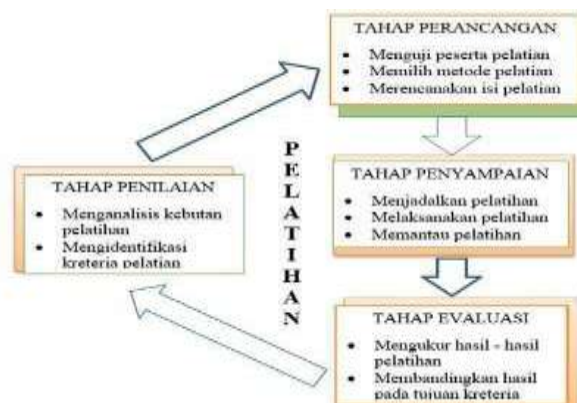 TAHAP PERANCANGAN
• Menguji peserta pelatian
• Memilih metode pelatian
• Merencanakan isi pelatian
PELATIHAN
TAHAP PENILAIAN
• Menganalisis kebutan
pelatihan
• Mengidentifikasi
kreteria pelatian
TAHAP PENYAMPAIAN
• Menjadalkan pelatihan
• Melaksanakan pelatihan
• Memantau pelatihan
TAHAP EVALUASI
• Mengukur hasil - hasil
pelatihan
• Membandingkan hasil
pada tujuan kreteria